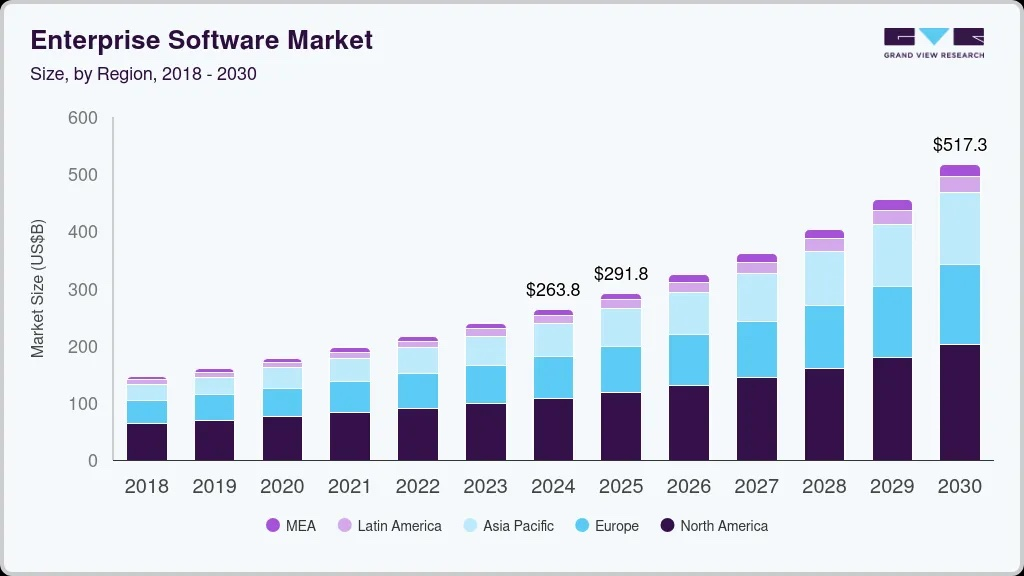 Enterprise Software Market
Size, by Region, 2018 - 2030
GRAND VIEW RESEARCH
Market Size (US$B)
600
500
400
300
200
100
0
$263.8
$291.8
$517.3
2018 2019 2020 2021 2022 2023 2024 2025 2026 2027 2028 2029 2030
MEA Latin America Asia Pacific Europe North America